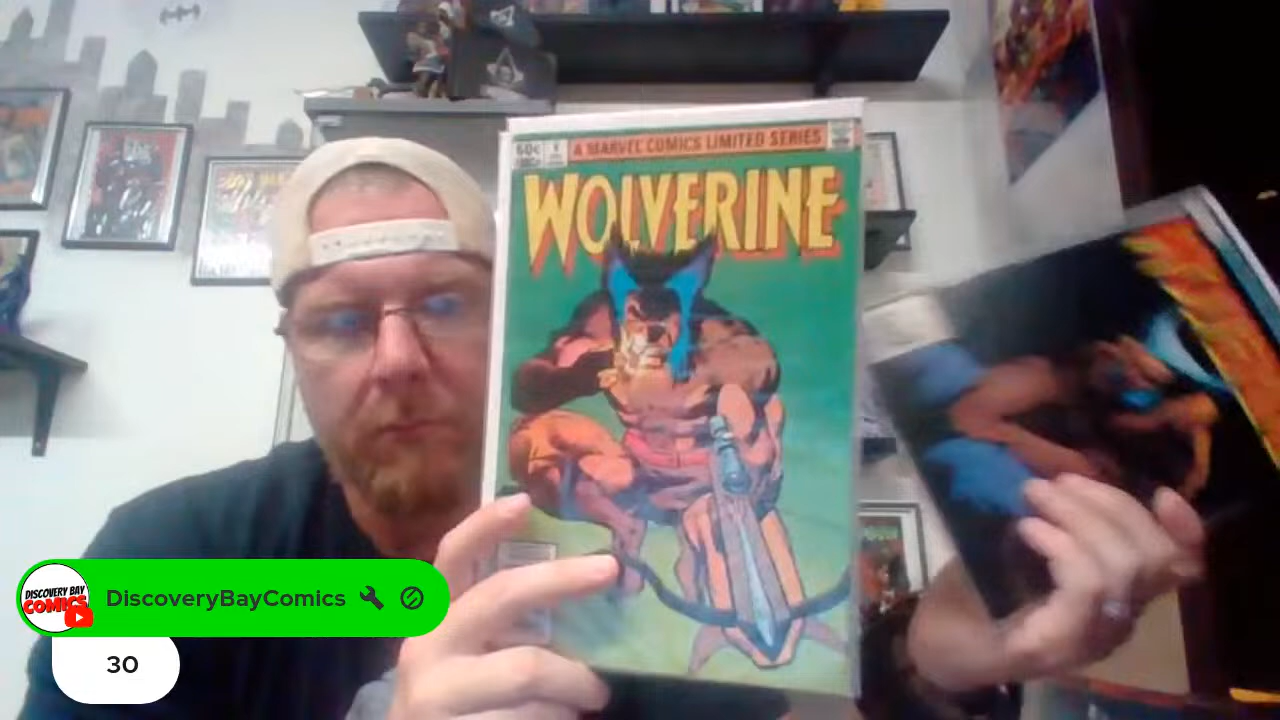 60¢
A MARVEL COMICS LIMITED SERIES
WOLVERINE
DISCOVERY BAY
COMICS
DiscoveryBayComics
30